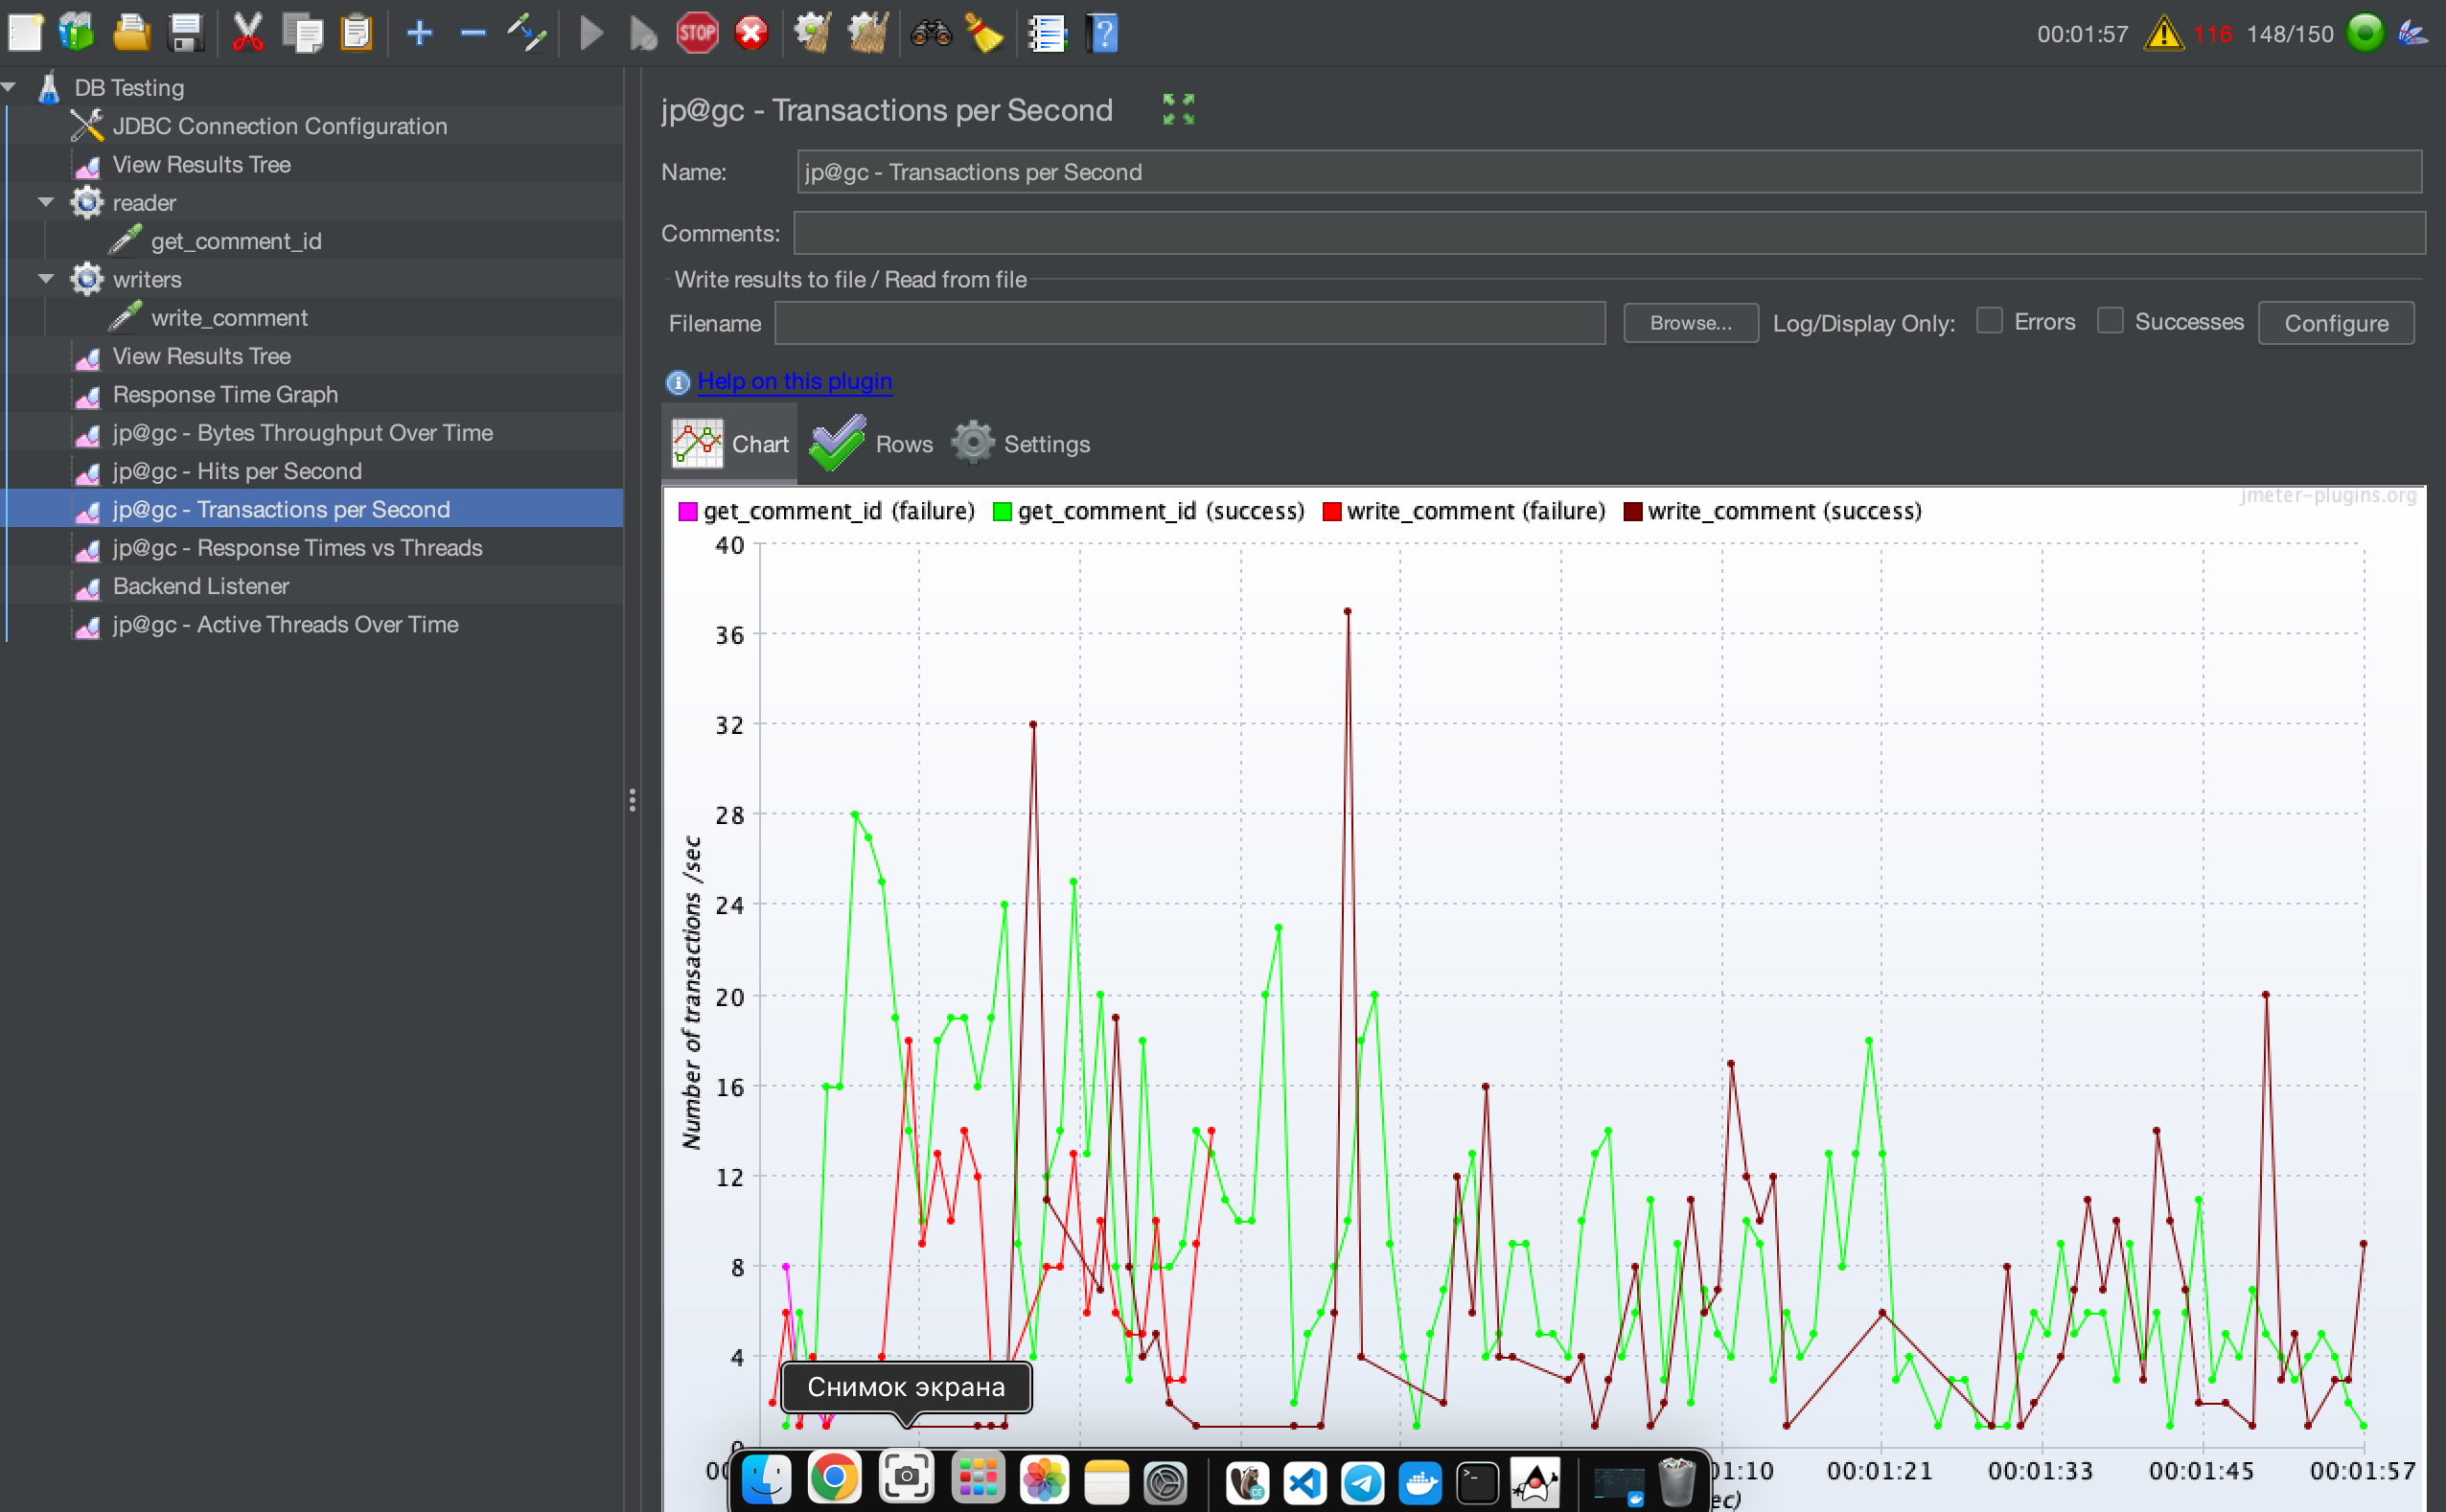 STOP
00:01:57
116
148/150
DB Testing
JDBC Connection Configuration
View Results Tree
reader
get_comment_id
writers
write_comment
View Results Tree
Response Time Graph
jp@gc - Bytes Throughput Over Time
jp@gc - Hits per Second
jp@gc - Transactions per Second
jp@gc - Response Times vs Threads
Backend Listener
jp@gc - Active Threads Over Time
jp@gc - Transactions per Second
Name: jp@gc - Transactions per Second
Comments:
Write results to file / Read from file
Filename Browse... Log/Display Only: Errors Successes Configure
Help on this plugin
Chart Rows Settings
jmeter-plugins.org
get_comment_id (failure) get_comment_id (success) write_comment (failure) write_comment (success)
Number of transactions /sec
40
36
32
28
24
20
16
12
8
4
0
Снимок экрана
00:01:21 00:01:33 00:01:45 00:01:57